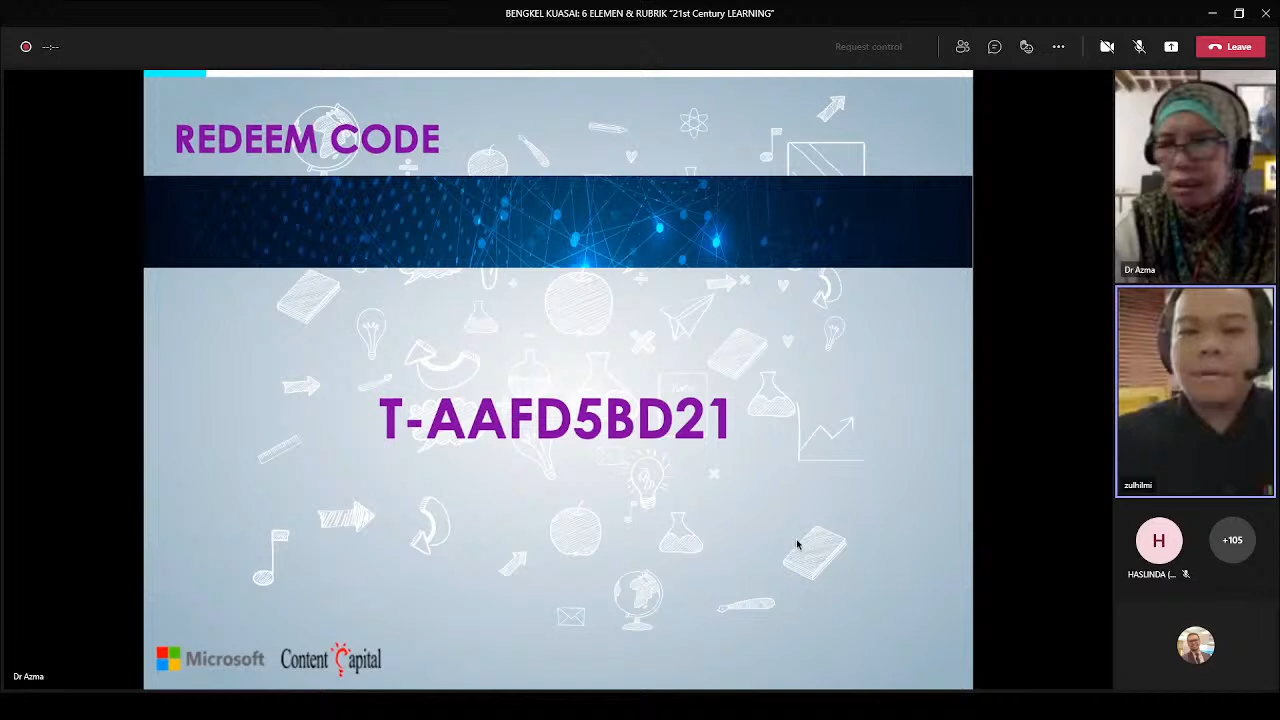 BENGKEL KUASAI: 6 ELEMEN & RUBRIK "21st Century LEARNING"
--:--
Request control
Leave
REDEEM CODE
T-AAFD5BD21
Microsoft
Content Capital
Dr Azma
Dr Azma
zulhilmi
H
+105
HASLINDA (...